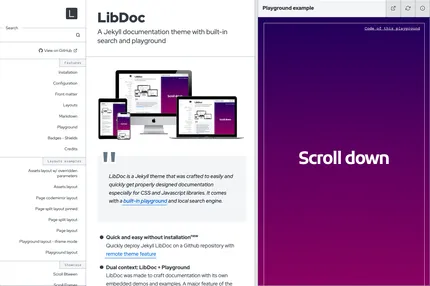 L
Search
View on GitHub
Features
Installation
Configuration
Front matter
Layouts
Markdown
Playground
Badges - Shields
Credits
Layouts examples
Assets layout w/ overridden
parameters
Assets layout
Page code/error layout
Page split layout pinned
Page split layout
Page layout
Playground layout - theme mode
Playground layout
Showcase
Scroll Btween
LibDoc
A Jekyll documentation theme with built-in
search and playground
LibDoc is a Jekyll theme that was crafted to easily and
quickly get properly designed documentation
especially for CSS and Javascript libraries. It comes
with a built-in playground and local search engine.
Quick and easy without installation new
Quickly deploy Jekyll LibDoc on a Github repository with
remote theme feature
Dual context: LibDoc + Playground
LibDoc was made to cart documentation with its own
embedded demos and examples. A major feature of the
Playground example
Code of this playground
Scroll down